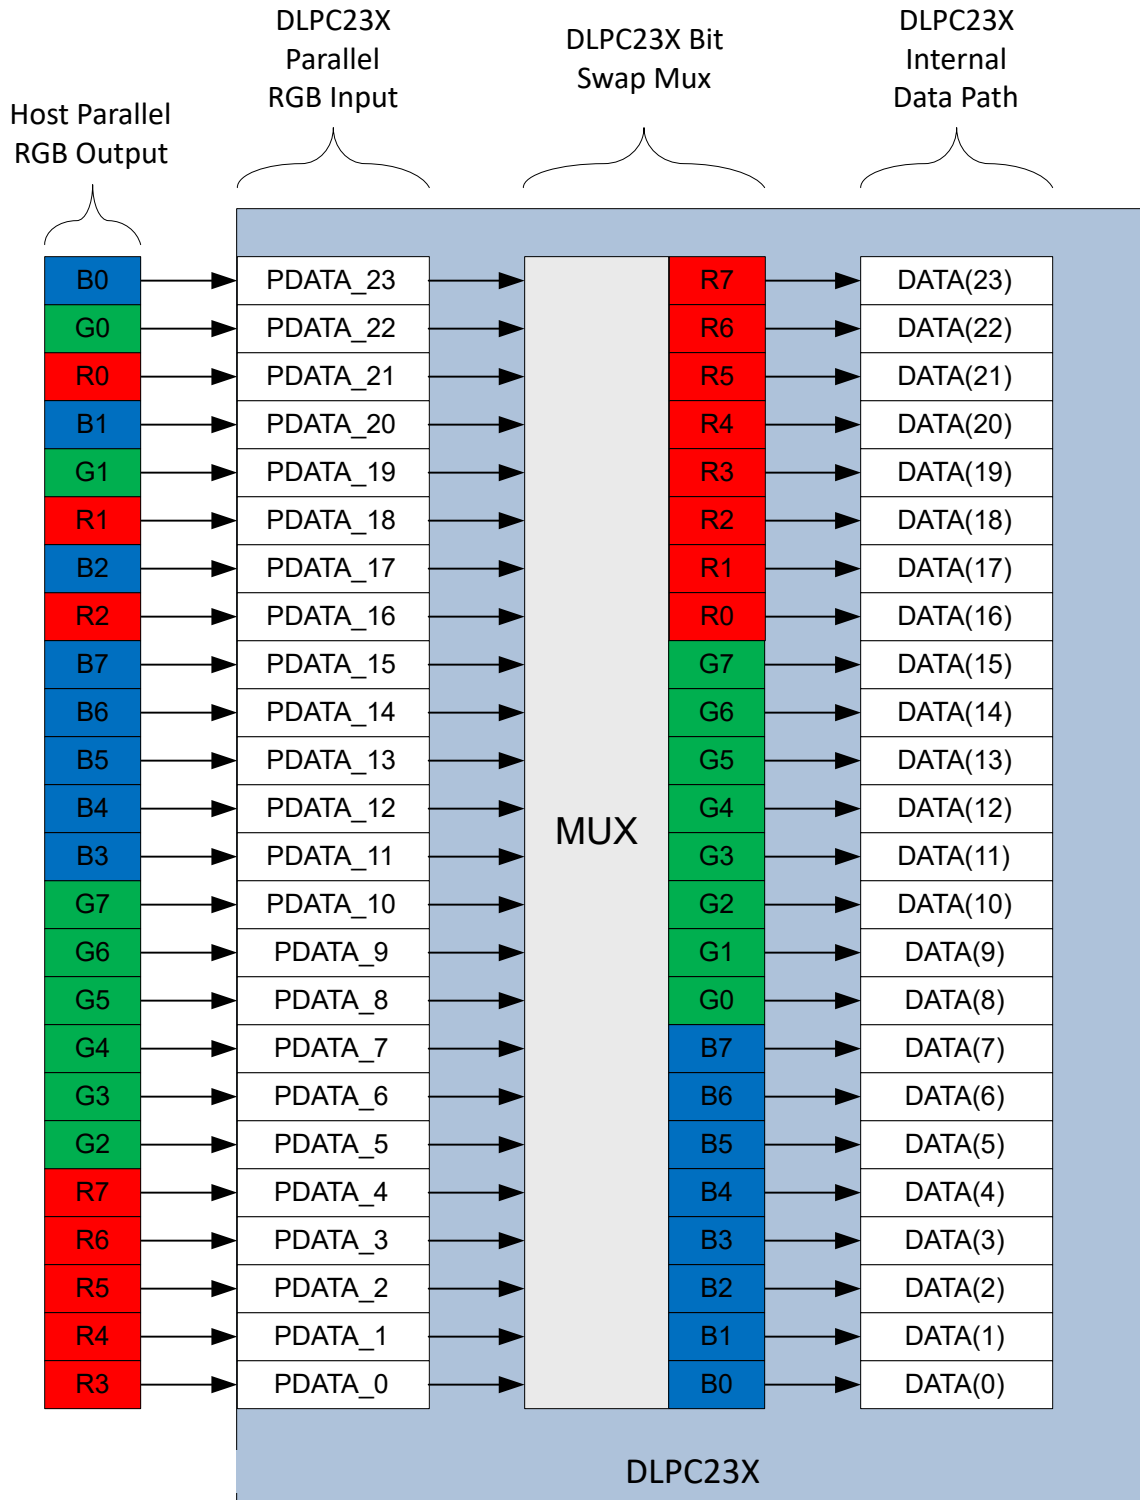 DLPC23X
Parallel
RGB Input
DLPC23X Bit
Swap Mux
DLPC23X
Internal
Data Path
Host Parallel
RGB Output
B0 PDATA_23 R7 DATA(23)
G0 PDATA_22 R6 DATA(22)
R0 PDATA_21 R5 DATA(21)
B1 PDATA_20 R4 DATA(20)
G1 PDATA_19 R3 DATA(19)
R1 PDATA_18 R2 DATA(18)
B2 PDATA_17 R1 DATA(17)
R2 PDATA_16 R0 DATA(16)
B7 PDATA_15 G7 DATA(15)
B6 PDATA_14 G6 DATA(14)
B5 PDATA_13 G5 DATA(13)
B4 PDATA_12 G4 DATA(12)
MUX
B3 PDATA_11 G3 DATA(11)
G7 PDATA_10 G2 DATA(10)
G6 PDATA_9 G1 DATA(9)
G5 PDATA_8 G0 DATA(8)
G4 PDATA_7 B7 DATA(7)
G3 PDATA_6 B6 DATA(6)
G2 PDATA_5 B5 DATA(5)
R7 PDATA_4 B4 DATA(4)
R6 PDATA_3 B3 DATA(3)
R5 PDATA_2 B2 DATA(2)
R4 PDATA_1 B1 DATA(1)
R3 PDATA_0 B0 DATA(0)
DLPC23X